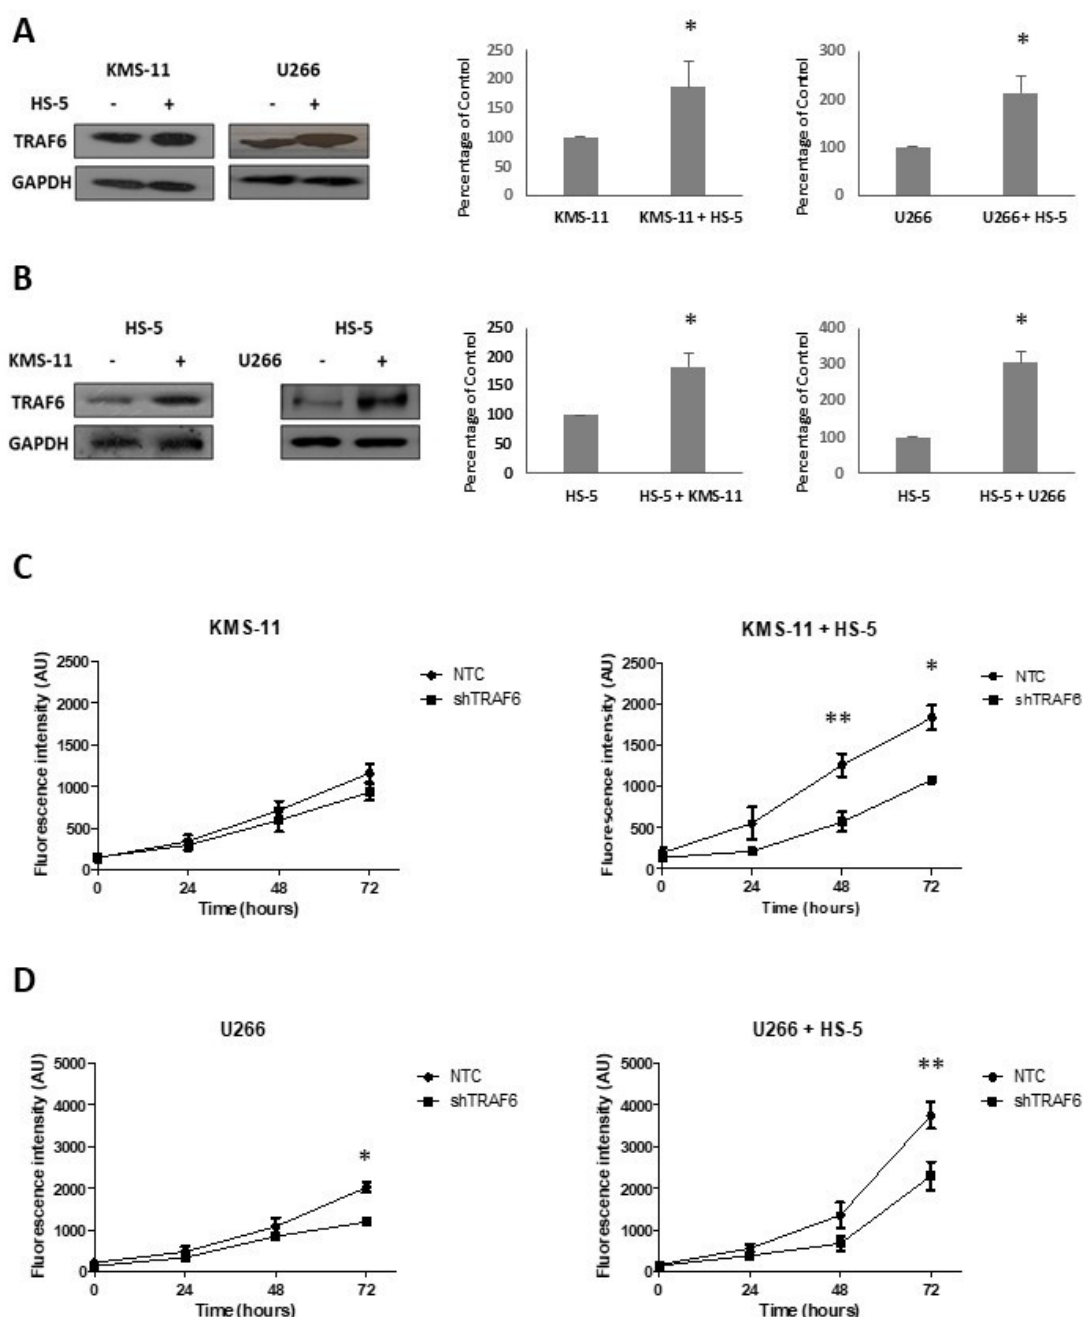 A
KMS-11 U266
HS-5 - + - +
TRAF6
GAPDH
Percentage of Control
250
200
150
100
50
0
KMS-11 KMS-11 + HS-5
*
Percentage of Control
300
200
100
0
U266 U266 + HS-5
*
B
HS-5 HS-5
KMS-11 - + U266 - +
TRAF6
GAPDH
Percentage of Control
250
200
150
100
50
0
HS-5 HS-5 + KMS-11
*
Percentage of Control
400
300
200
100
0
HS-5 HS-5 + U266
*
C
KMS-11
Fluorescence intensity (AU)
2500
2000
1500
1000
500
0
0 24 48 72
Time (hours)
NTC
shTRAF6
KMS-11 + HS-5
Fluorescence intensity (AU)
2500
2000
1500
1000
500
0
0 24 48 72
Time (hours)
** *
NTC
shTRAF6
D
U266
Fluorescence intensity (AU)
5000
4000
3000
2000
1000
0
0 24 48 72
Time (hours)
*
NTC
shTRAF6
U266 + HS-5
Fluorescence intensity (AU)
5000
4000
3000
2000
1000
0
0 24 48 72
Time (hours)
**
NTC
shTRAF6